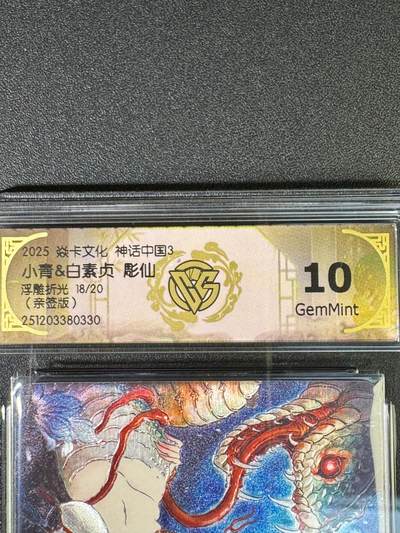 2025 焱卡文化 神话中国3
小青&白素贞 彫仙
浮雕折光 18/20
（亲签版）
251203380330
10
GemMint